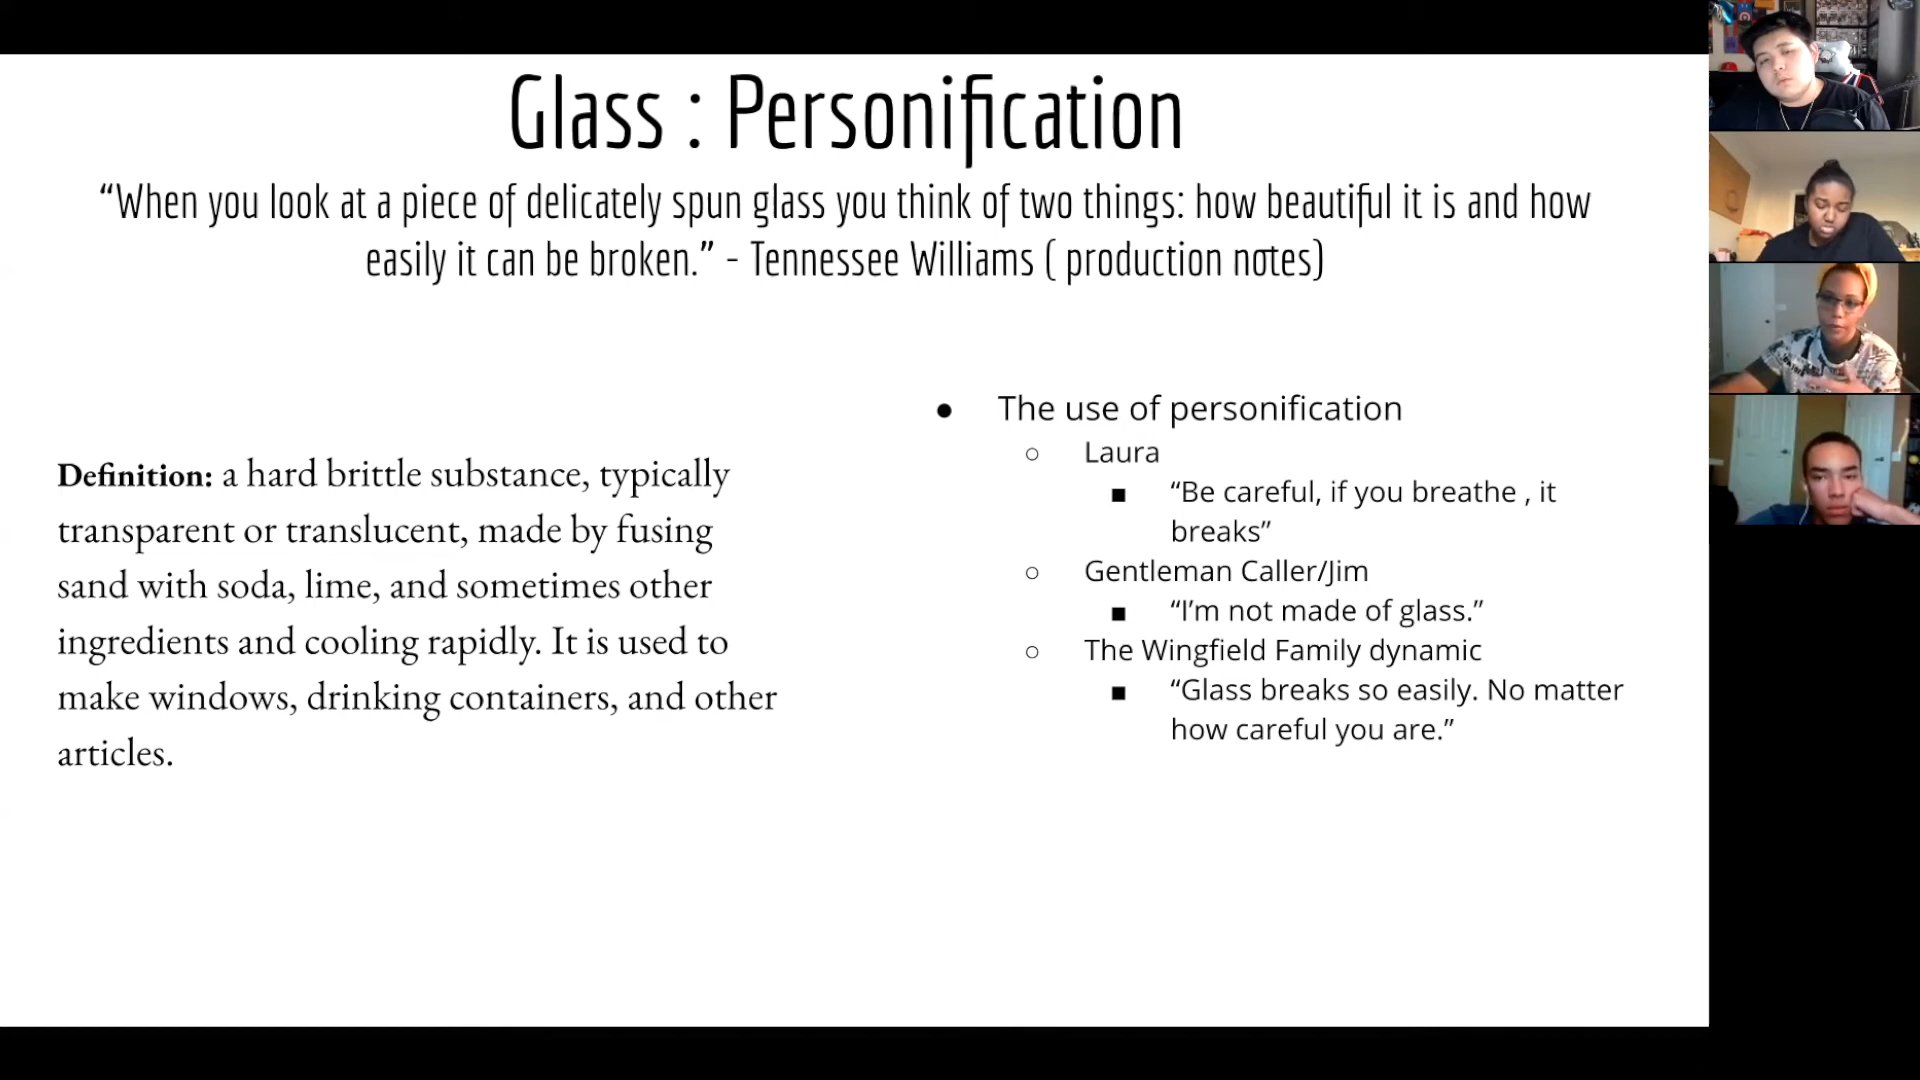 Glass : Personification
“When you look at a piece of delicately spun glass you think of two things: how beautiful it is and how
easily it can be broken.” - Tennessee Williams ( production notes)
Definition: a hard brittle substance, typically
transparent or translucent, made by fusing
sand with soda, lime, and sometimes other
ingredients and cooling rapidly. It is used to
make windows, drinking containers, and other
articles.
● The use of personification
○ Laura
■ “Be careful, if you breathe , it
breaks”
○ Gentleman Caller/Jim
■ “I’m not made of glass.”
○ The Wingfield Family dynamic
■ “Glass breaks so easily. No matter
how careful you are.”